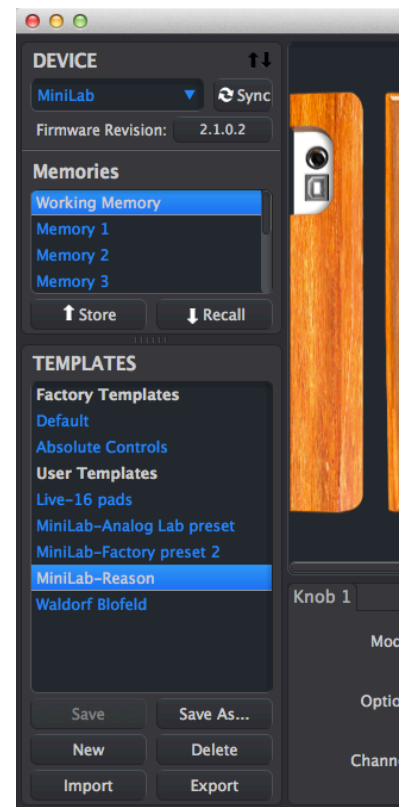 DEVICE
MiniLab Sync
Firmware Revision: 2.1.0.2
Memories
Working Memory
Memory 1
Memory 2
Memory 3
Store Recall
TEMPLATES
Factory Templates
Default
Absolute Controls
User Templates
Live-16 pads
MiniLab-Analog Lab preset
MiniLab-Factory preset 2
MiniLab-Reason
Waldorf Blofeld
Save Save As...
New Delete
Import Export
Knob 1